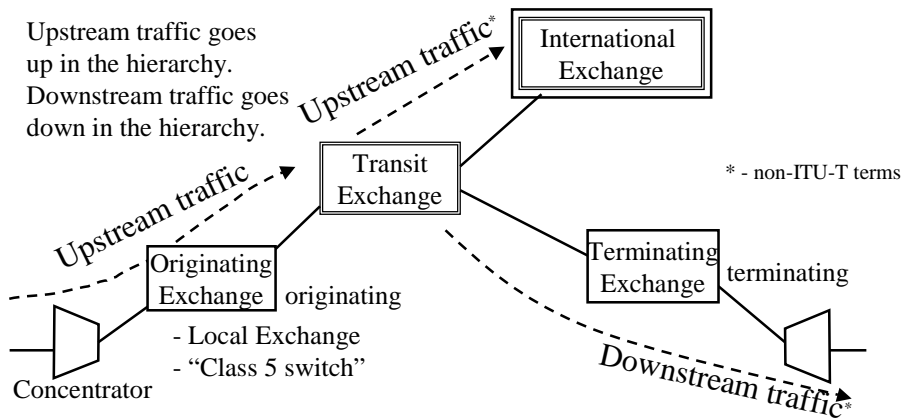 Upstream traffic goes
up in the hierarchy.
Downstream traffic goes
down in the hierarchy.
Upstream traffic*
International
Exchange
Upstream traffic
Transit
Exchange
* - non-ITU-T terms
Originating
Exchange
originating
Terminating
Exchange
terminating
- Local Exchange
- “Class 5 switch”
Concentrator
Downstream traffic*